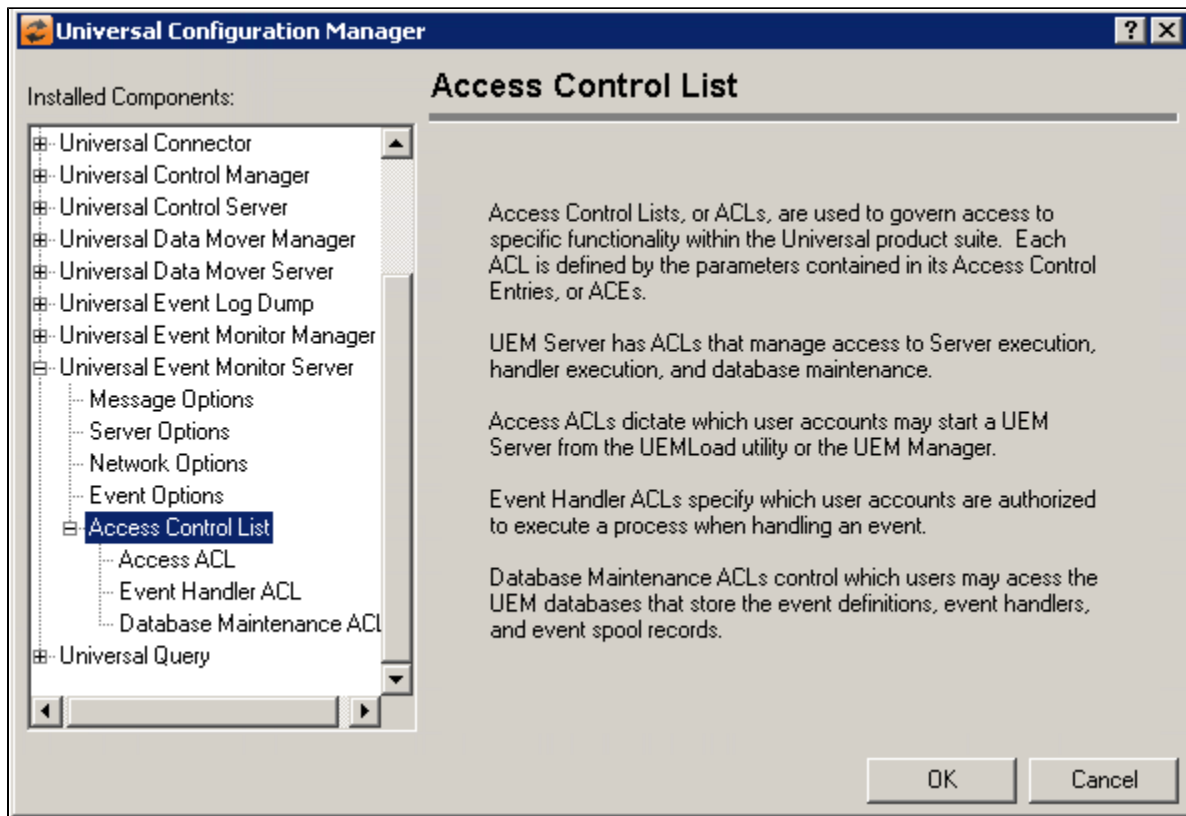 Universal Configuration Manager
Installed Components:
Universal Connector
Universal Control Manager
Universal Control Server
Universal Data Mover Manager
Universal Data Mover Server
Universal Event Log Dump
Universal Event Monitor Manager
Universal Event Monitor Server
Message Options
Server Options
Network Options
Event Options
Access Control List
Access ACL
Event Handler ACL
Database Maintenance ACL
Universal Query
Access Control List
Access Control Lists, or ACLs, are used to govern access to
specific functionality within the Universal product suite. Each
ACL is defined by the parameters contained in its Access Control
Entries, or ACEs.
UEM Server has ACLs that manage access to Server execution,
handler execution, and database maintenance.
Access ACLs dictate which user accounts may start a UEM
Server from the UEMLoad utility or the UEM Manager.
Event Handler ACLs specify which user accounts are authorized
to execute a process when handling an event.
Database Maintenance ACLs control which users may acess the
UEM databases that store the event definitions, event handlers,
and event spool records.
OK
Cancel